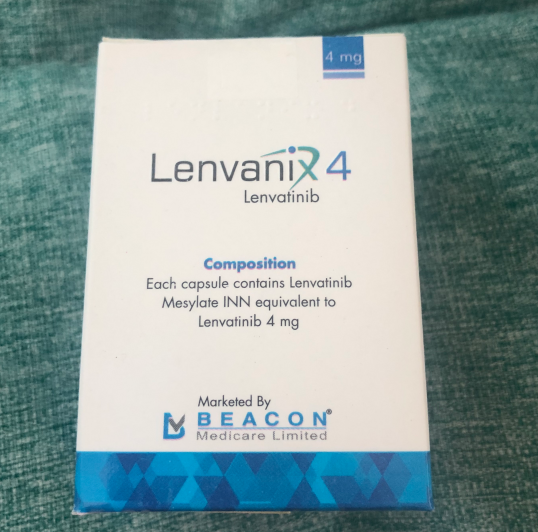 4 mg
Lenvanix 4
Lenvatinib
Composition
Each capsule contains Lenvatinib
Mesylate INN equivalent to
Lenvatinib 4 mg
Marketed By
BEACON®
Medicare Limited